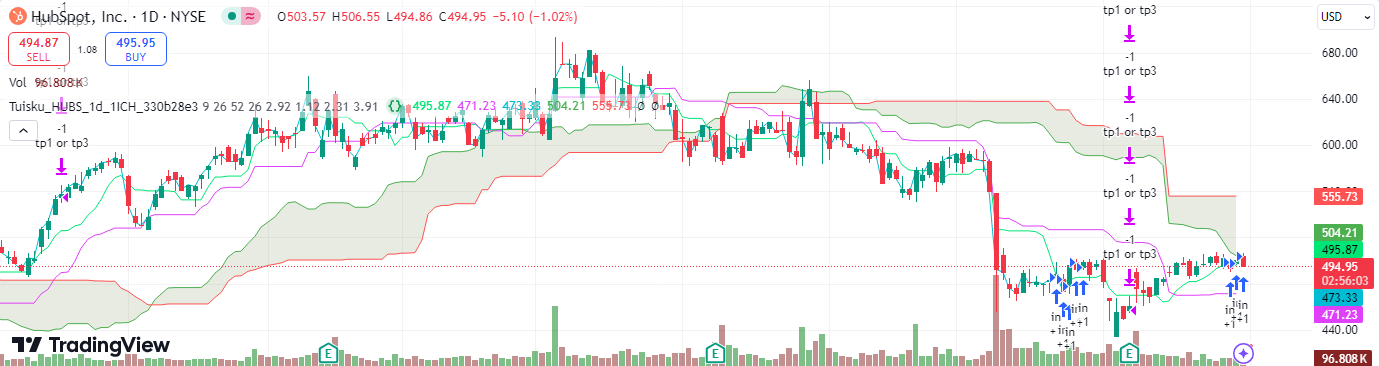 HubSpot, Inc. · 1D · NYSE
O503.57 H506.55 L494.86 C494.95 −5.10 (−1.02%)
tp1 or tp3
USD
494.87
SELL
1.08
495.95
BUY
-1
tp1 or tp3
-1
680.00
Vol 96.808K
tp1 or tp3
Tuisku_HUBS_1d_1ICH_330b28e3 9 26 52 26 2.92 1.12 2.31 3.91 495.87 471.23 473.33 504.21 555.73 ∅ ∅
640.00
-1
-1
tp1 or tp3
tp1 or tp3
600.00
-1
tp1 or tp3
555.73
504.21
-1
495.87
tp1 or tp3
494.95
02:56:03
473.33
471.23
in
+1
in
+1
440.00
TradingView
E
E
E
96.808K